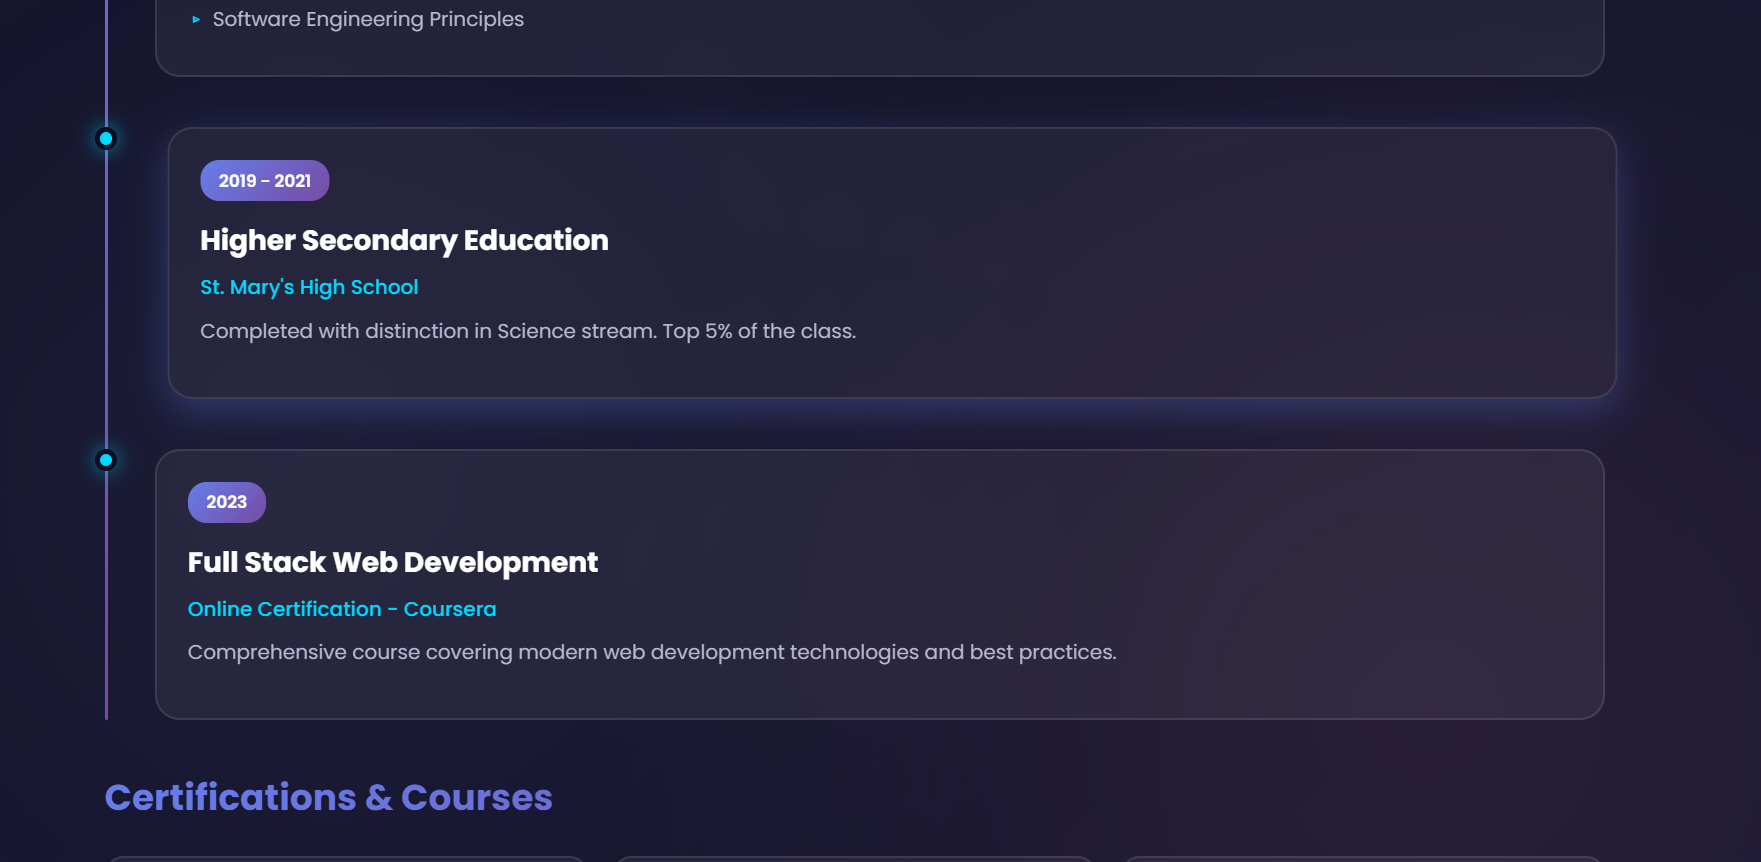 Software Engineering Principles
2019 - 2021
Higher Secondary Education
St. Mary's High School
Completed with distinction in Science stream. Top 5% of the class.
2023
Full Stack Web Development
Online Certification - Coursera
Comprehensive course covering modern web development technologies and best practices.
Certifications & Courses